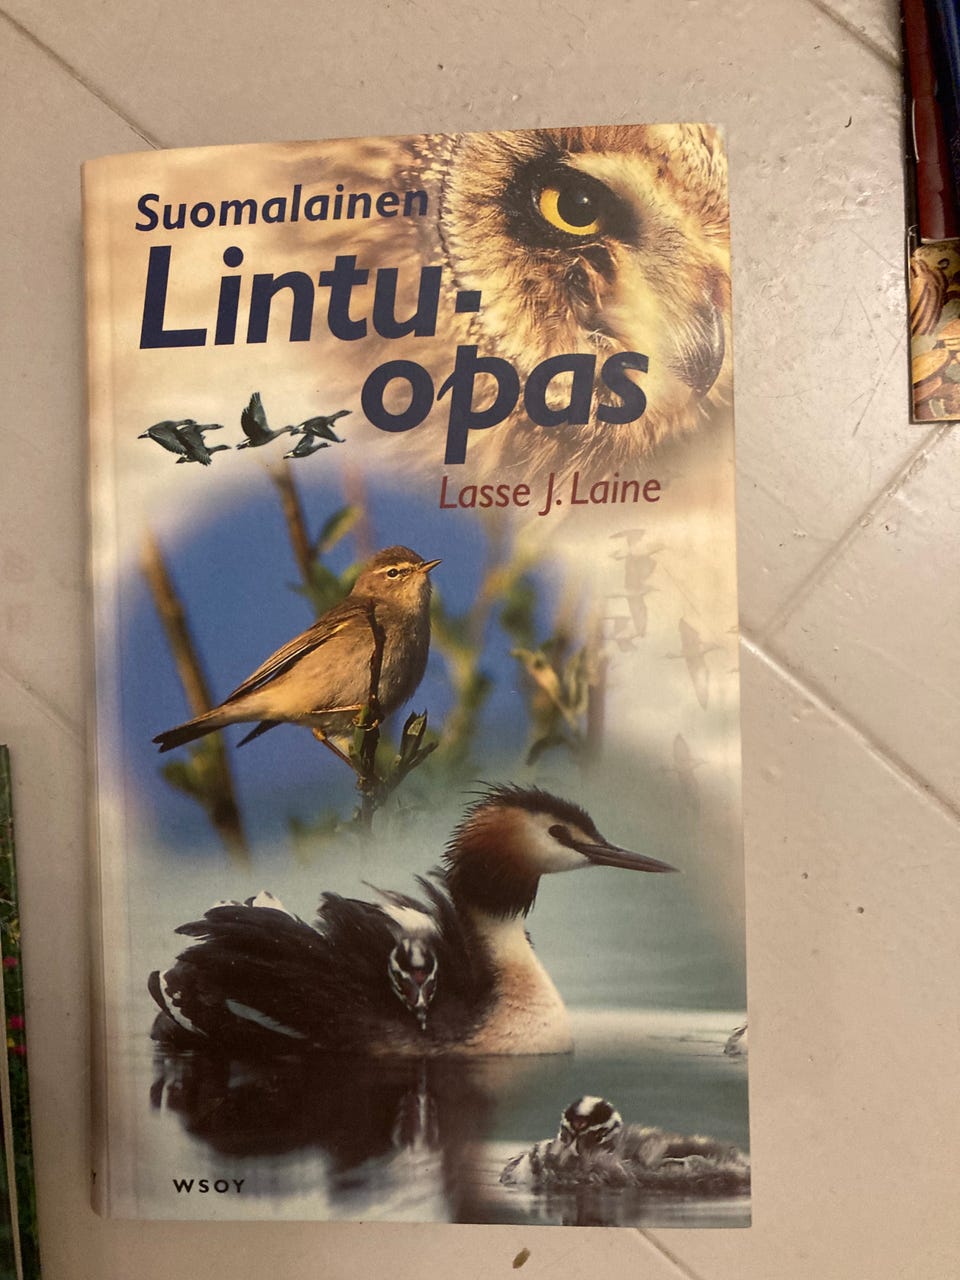 Suomalainen
Lintu-
opas
Lasse J. Laine
WSOY